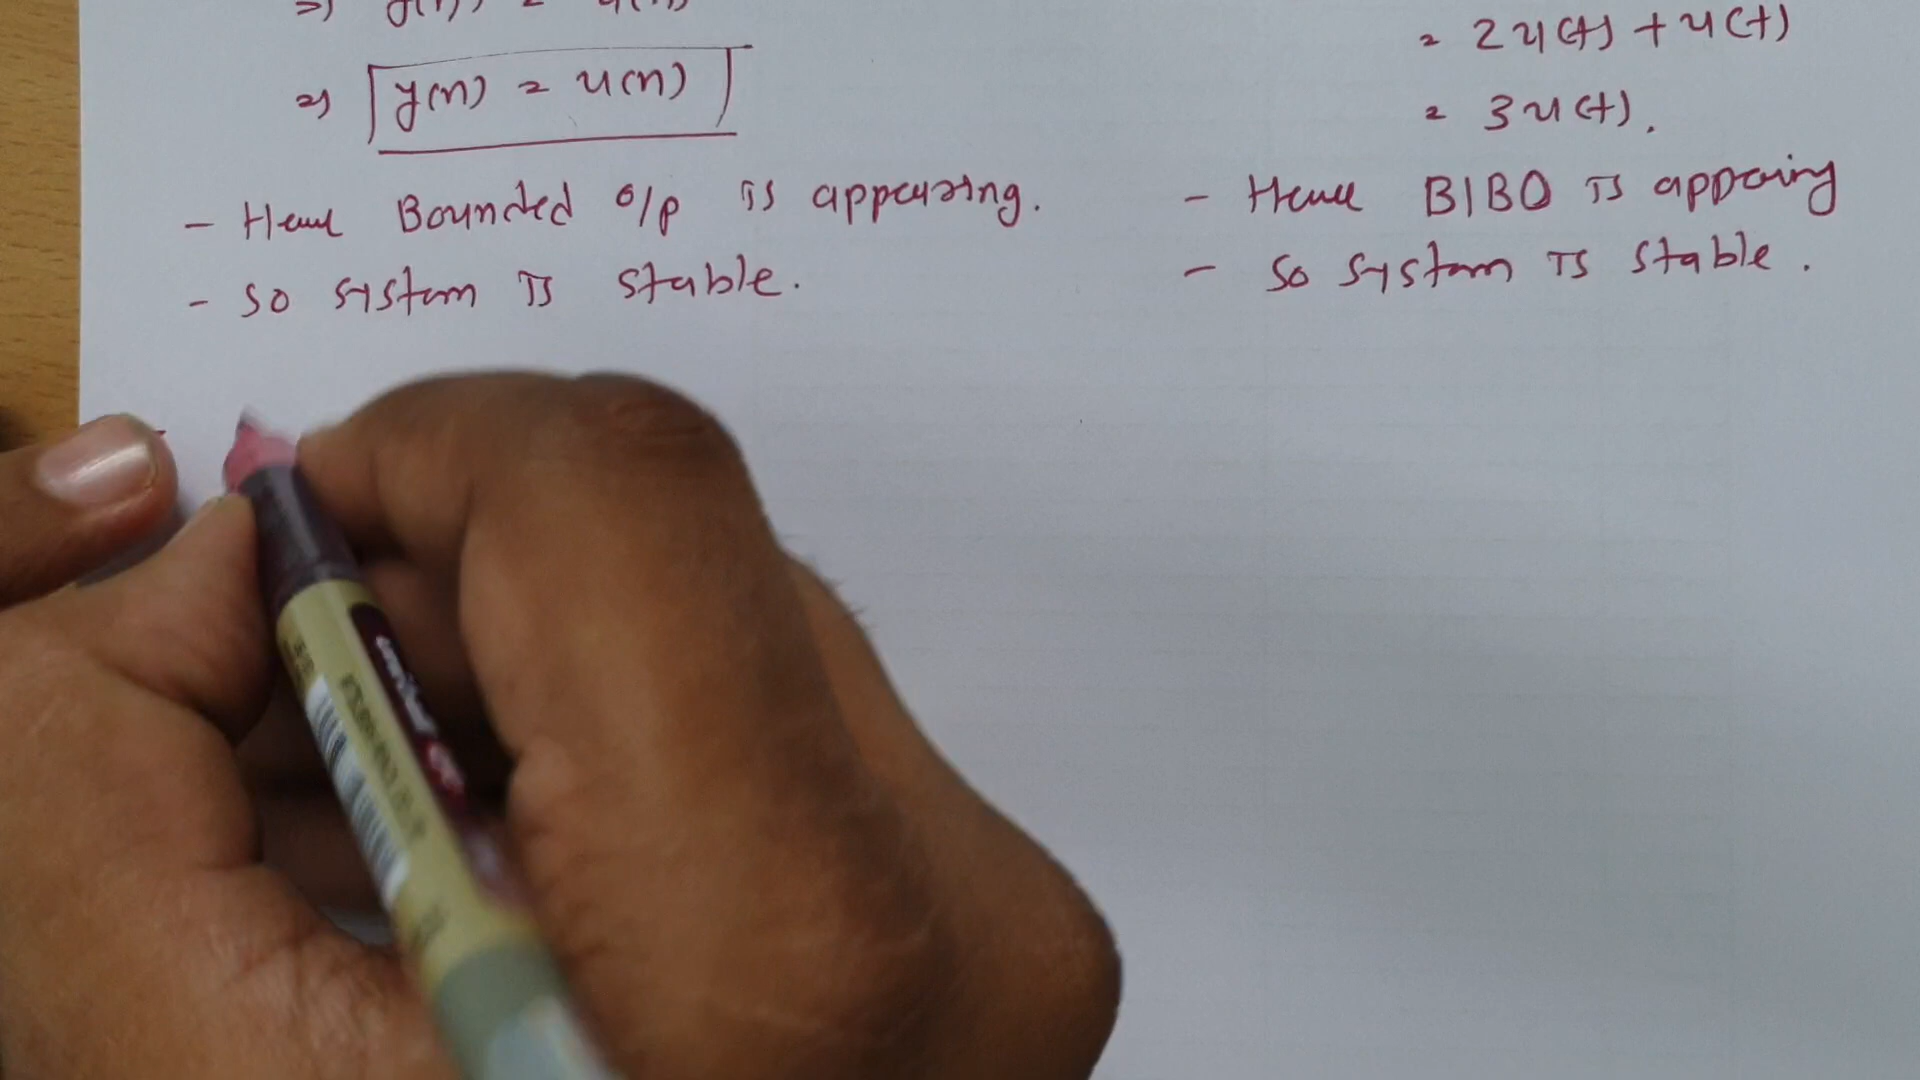 ⇒ y(n) = u(n)
- Hence Bounded o/p is appearing.
- So system is stable.
= 2u(t) + u(t)
= 3u(t).
- Hence BIBO is appearing
- So system is stable.